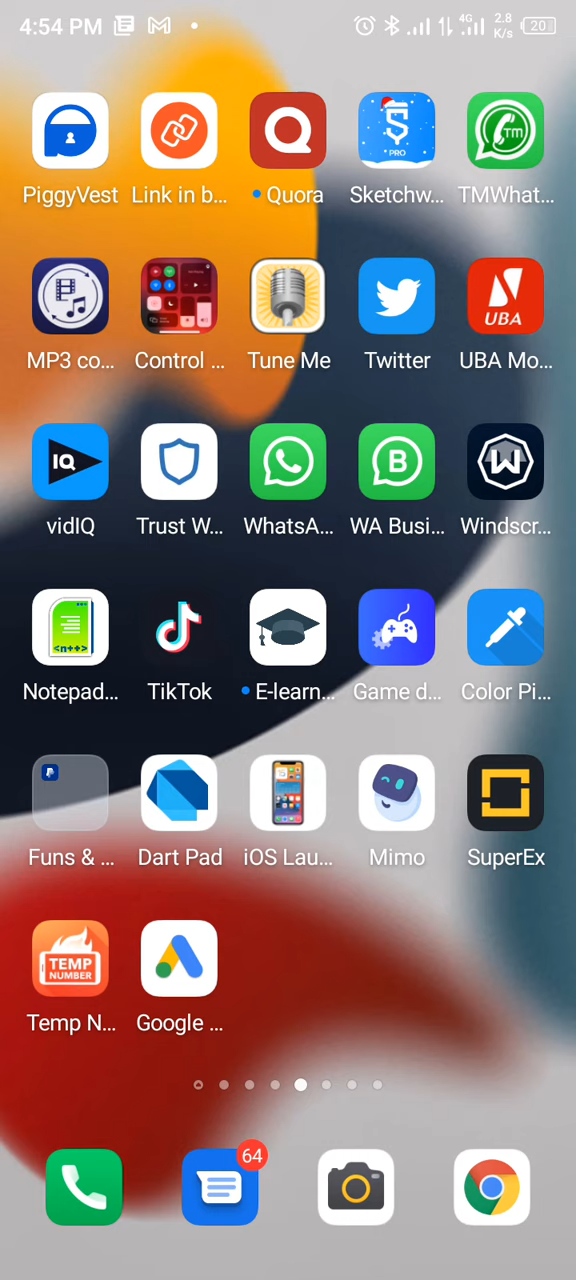 4:54 PM 4G 2.8 K/s 20
PiggyVest Link in b... Quora Sketchw... TMWhat...
PRO TM
MP3 co... Control ... Tune Me Twitter UBA Mo...
UBA
IQ B W
vidIQ Trust W... WhatsA... WA Busi... Windscr...
<n++>
Notepad... TikTok E-learn... Game d... Color Pi...
Funs & ... Dart Pad iOS Lau... Mimo SuperEx
TEMP
NUMBER
Temp N... Google ...
64